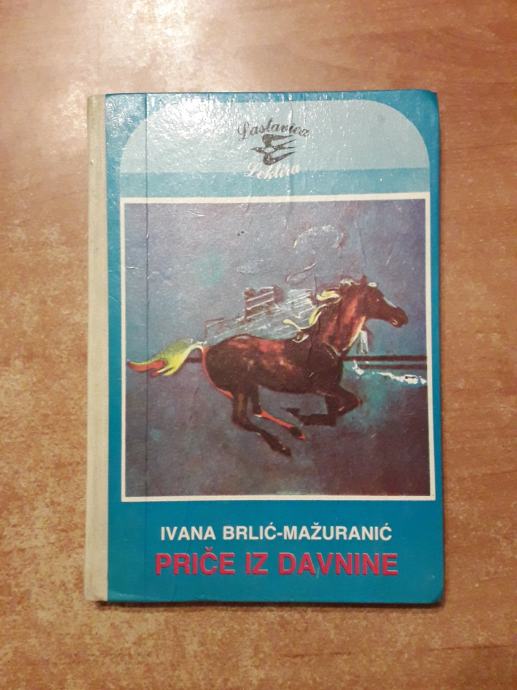 Lastavica
Lektira
IVANA BRLIĆ-MAŽURANIĆ
PRIČE IZ DAVNINE